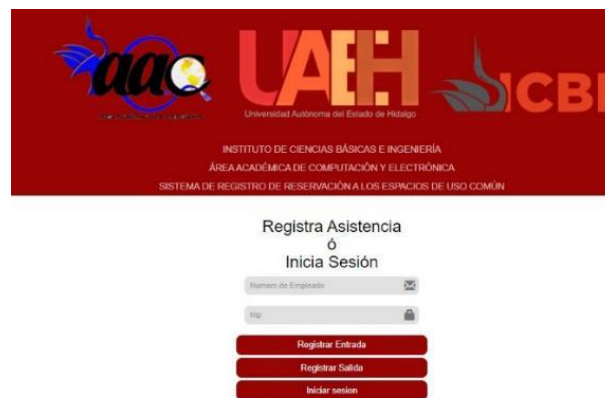 aac
UAEH
Universidad Autónoma del Estado de Hidalgo
ICBI
INSTITUTO DE CIENCIAS BÁSICAS E INGENIERÍA
ÁREA ACADÉMICA DE COMPUTACIÓN Y ELECTRÓNICA
SISTEMA DE REGISTRO DE RESERVACIÓN A LOS ESPACIOS DE USO COMÚN
Registra Asistencia
ó
Inicia Sesión
Numero de Empleado
Nip
Registrar Entrada
Registrar Salida
Iniciar sesion